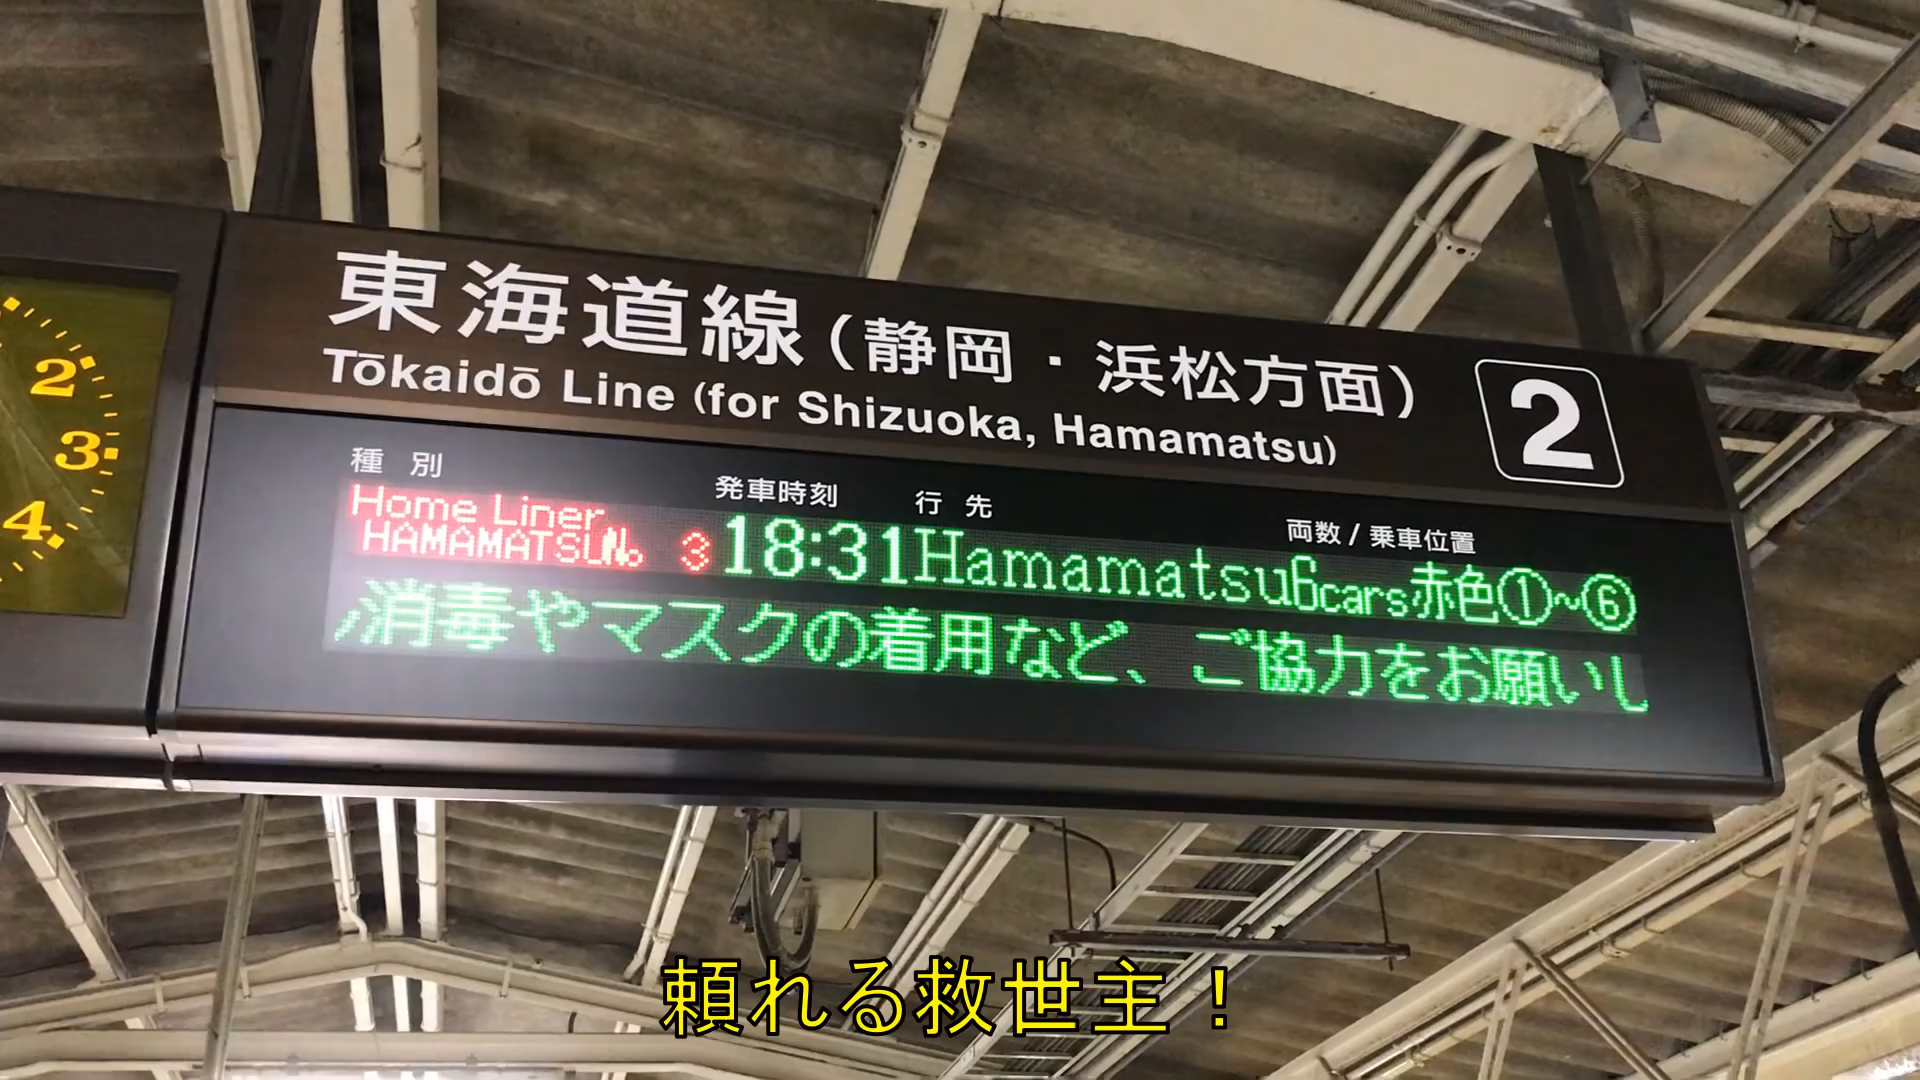 東海道線(静岡・浜松方面)
Tōkaidō Line (for Shizuoka, Hamamatsu)
2
種別 発車時刻 行先 両数/乗車位置
Home Liner
HAMAMATSU No 3 18:31 Hamamatsu 6cars 赤色①~⑥
消毒やマスクの着用など、ご協力をお願いし
2
3
4
頼れる救世主!